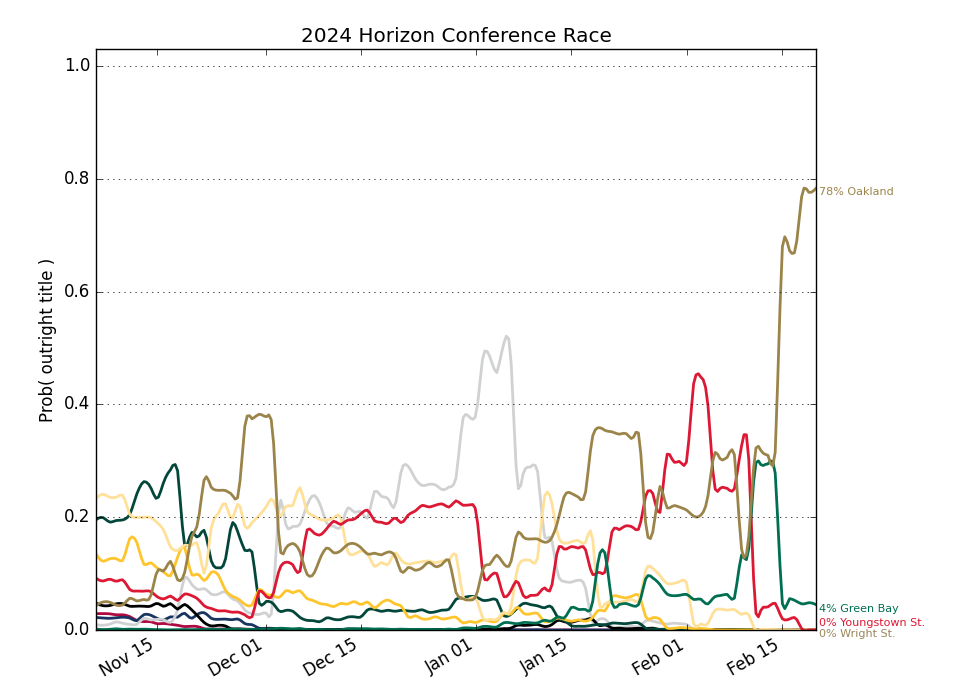 2024 Horizon Conference Race
1.0
0.8
0.6
0.4
0.2
0.0
Prob( outright title )
78% Oakland
4% Green Bay
0% Youngstown St.
0% Wright St.
Nov 15
Dec 01
Dec 15
Jan 01
Jan 15
Feb 01
Feb 15